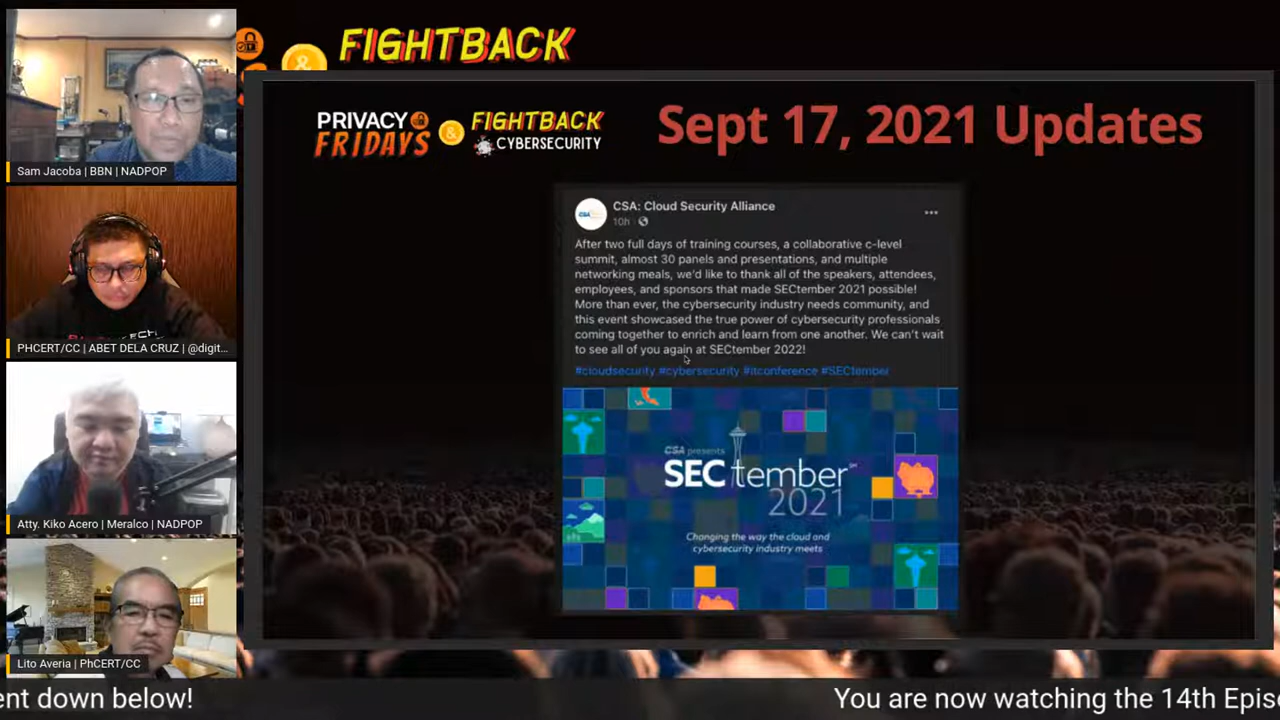 FIGHTBACK
&
Sam Jacoba | BBN | NADPOP
PHCERT/CC | ABET DELA CRUZ | @digit...
Atty. Kiko Acero | Meralco | NADPOP
Lito Averia | PhCERT/CC
PRIVACY
FRIDAYS
&
FIGHTBACK
CYBERSECURITY
Sept 17, 2021 Updates
CSA: Cloud Security Alliance
10h
After two full days of training courses, a collaborative c-level
summit, almost 30 panels and presentations, and multiple
networking meals, we'd like to thank all of the speakers, attendees,
employees, and sponsors that made SECtember 2021 possible!
More than ever, the cybersecurity industry needs community, and
this event showcased the true power of cybersecurity professionals
coming together to enrich and learn from one another. We can't wait
to see all of you again at SECtember 2022!
#cloudsecurity #cybersecurity #itconference #SECtember
CSA presents
SECtember
2021
Changing the way the cloud and
cybersecurity industry meets
ent down below!
You are now watching the 14th Epis